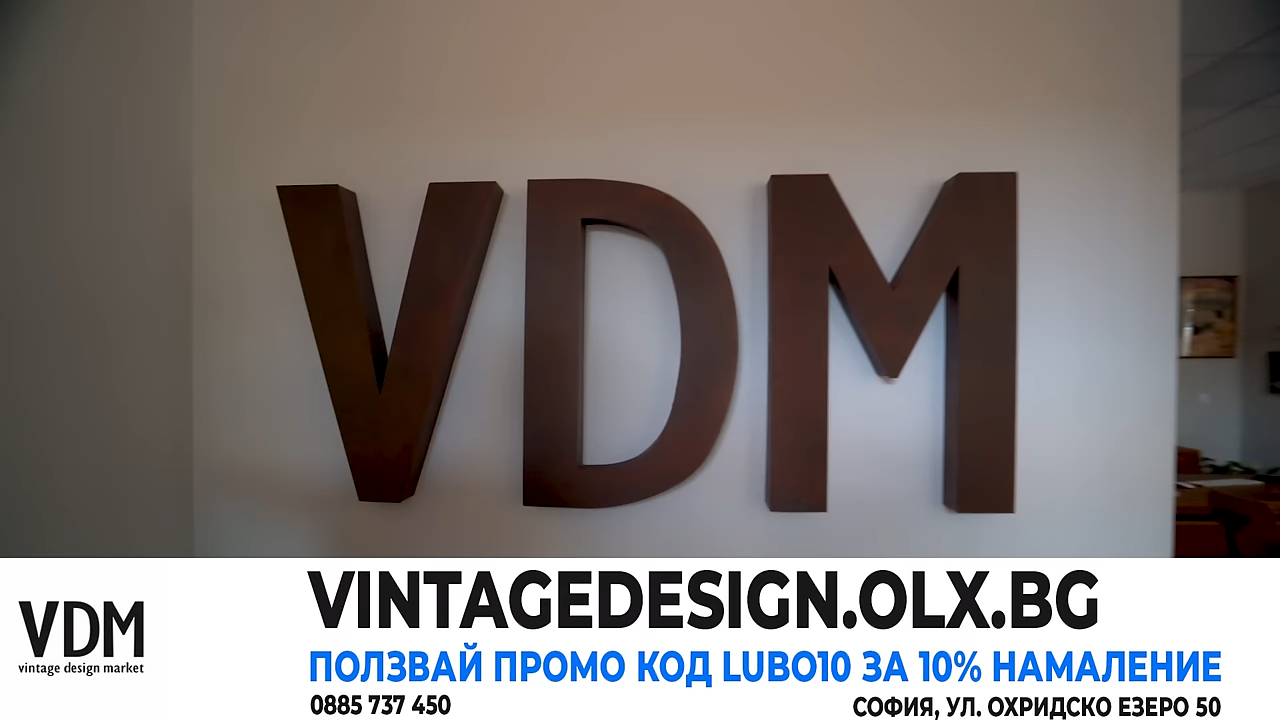 VDM
VINTAGEDESIGN.OLX.BG
VDM
vintage design market
ПОЛЗВАЙ ПРОМО КОД LUBO10 ЗА 10% НАМАЛЕНИЕ
0885 737 450
СОФИЯ, УЛ. ОХРИДСКО ЕЗЕРО 50